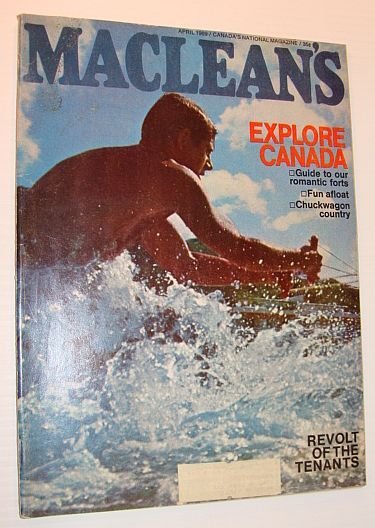 APRIL 1969 / CANADA'S NATIONAL MAGAZINE / 35¢
MACLEAN'S
EXPLORE
CANADA
□Guide to our
romantic forts
□Fun afloat
□Chuckwagon
country
REVOLT
OF THE
TENANTS